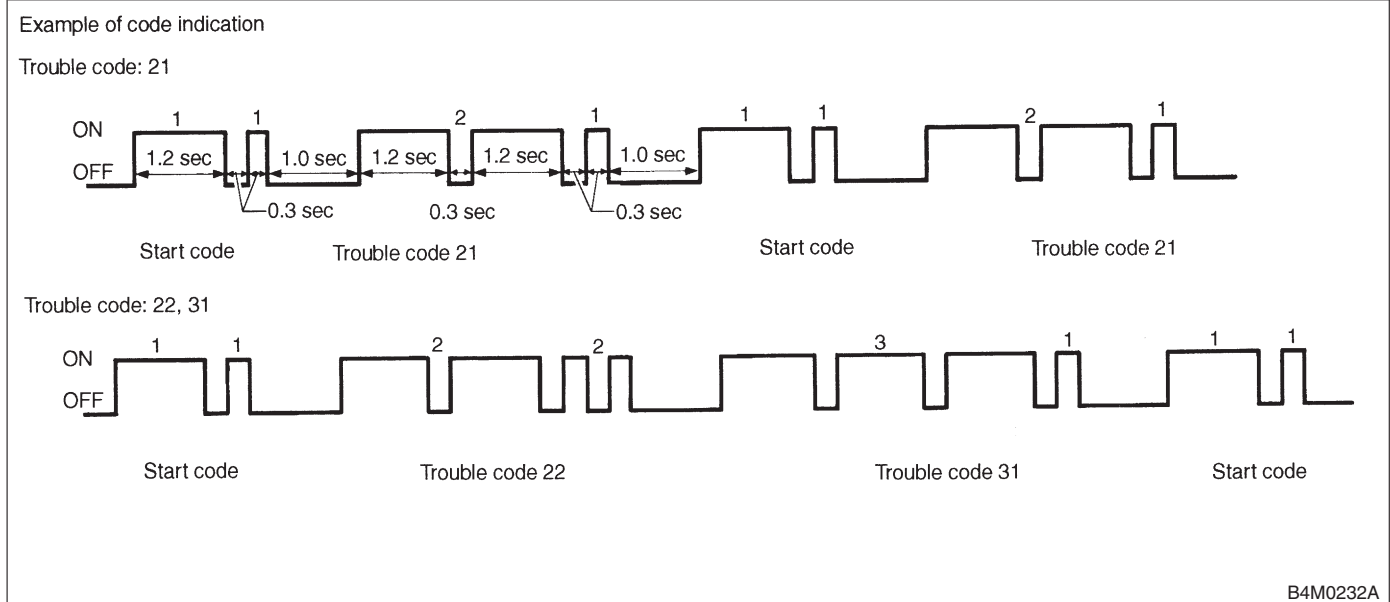 Example of code indication
Trouble code: 21
1 1 2 1 1 1 2 1
ON
1.2 sec 1.0 sec 1.2 sec 1.2 sec 1.0 sec
OFF
0.3 sec 0.3 sec 0.3 sec
Start code Trouble code 21 Start code Trouble code 21
Trouble code: 22, 31
1 1 2 2 3 1 1 1
ON
OFF
Start code Trouble code 22 Trouble code 31 Start code
B4M0232A